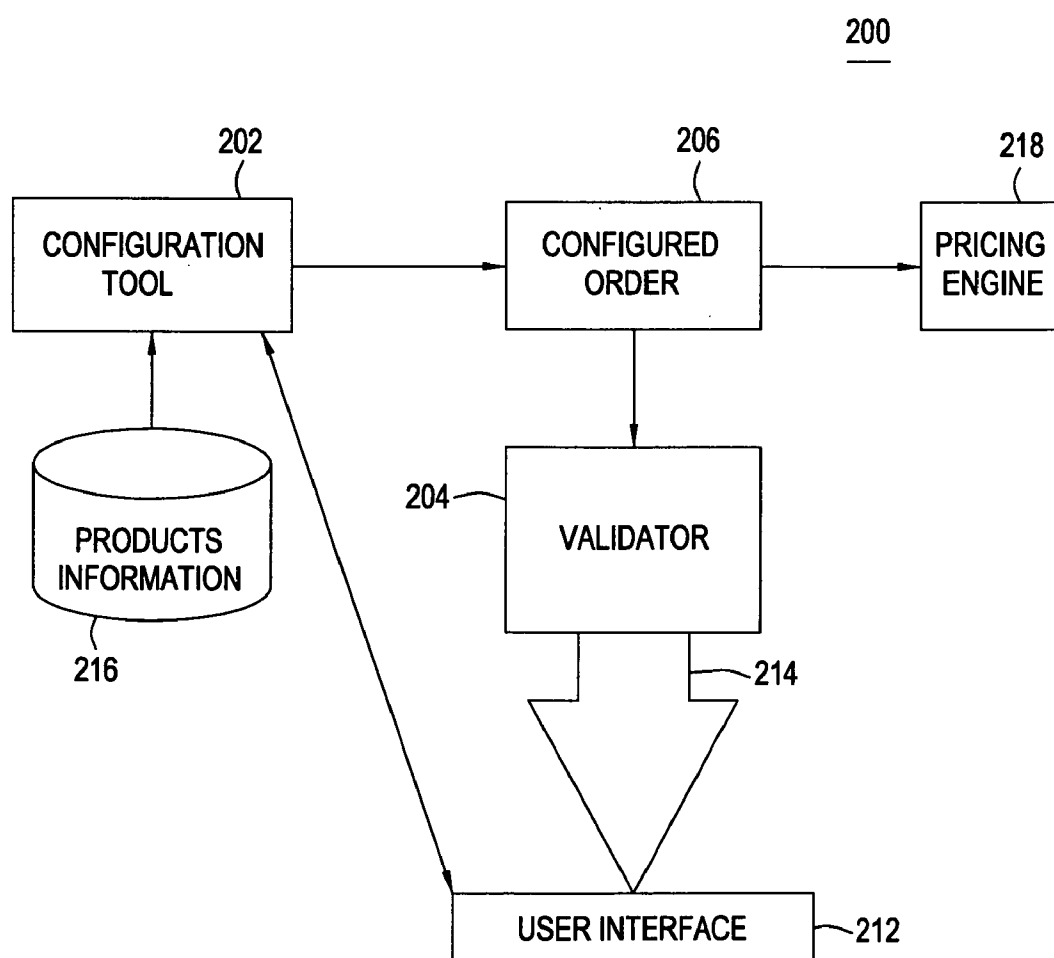 200
202
206
218
CONFIGURATION
TOOL
CONFIGURED
ORDER
PRICING
ENGINE
204
VALIDATOR
PRODUCTS
INFORMATION
216
214
USER INTERFACE
212